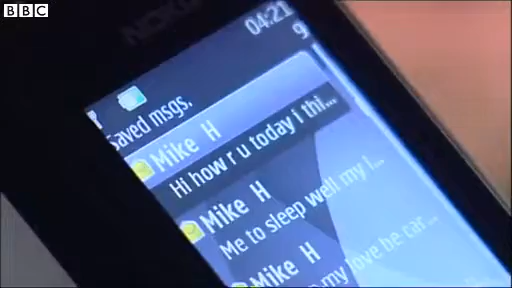 BBC
NOKIA
04:21
9
Saved msgs.
Mike H
Hi how r u today i thi...
Mike H
Me to sleep well my l...
Mike H
my love be car...